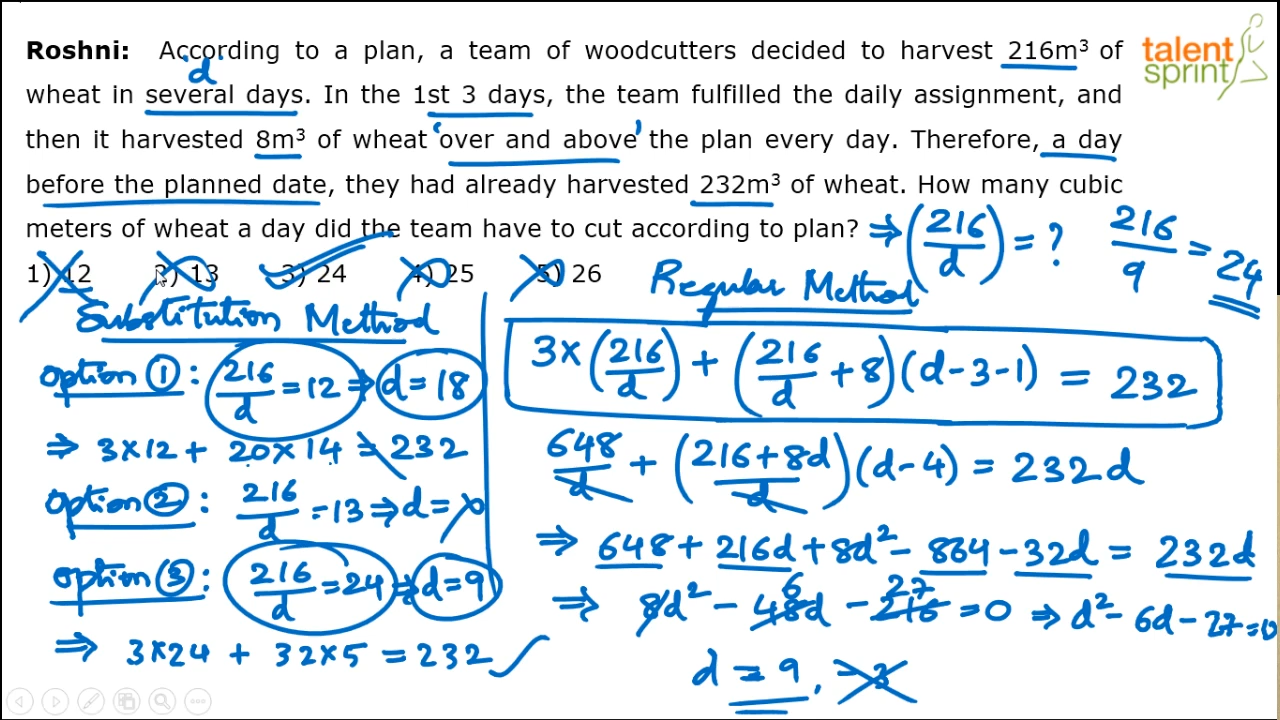 Roshni: According to a plan, a team of woodcutters decided to harvest 216m³ of
'd'
wheat in several days. In the 1st 3 days, the team fulfilled the daily assignment, and
then it harvested 8m³ of wheat 'over and above' the plan every day. Therefore, a day
before the planned date, they had already harvested 232m³ of wheat. How many cubic
meters of wheat a day did the team have to cut according to plan? ⇒ (216/d) = ? 216/9 = 24
1) 12 2) 13 3) 24 4) 25 5) 26
talent
sprint
Substitution Method
option ①: 216/d = 12 ⇒ d = 18
⇒ 3×12 + 20×14 = 232
option ②: 216/d = 13 ⇒ d = ×
option ③: 216/d = 24 ⇒ d = 9
⇒ 3×24 + 32×5 = 232 ✓
Regular Method
3×(216/d) + (216/d + 8)(d-3-1) = 232
648/d + (216+8d/d)(d-4) = 232d
⇒ 648 + 216d + 8d² - 864 - 32d = 232d
⇒ 8d² - 48d - 216 = 0 ⇒ d² - 6d - 27 = 0
6 27
d = 9, -3